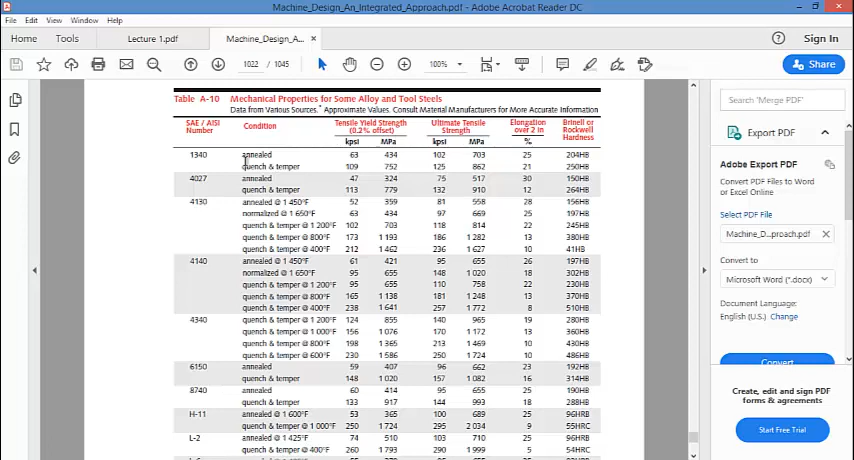 Machine_Design_An_Integrated_Approach.pdf - Adobe Acrobat Reader DC
File Edit View Window Help
Home Tools Lecture 1.pdf Machine_Design_A... × Sign In
1022 / 1045 100% Share
Table A-10 Mechanical Properties for Some Alloy and Tool Steels
Data from Various Sources.* Approximate Values. Consult Material Manufacturers for More Accurate Information
SAE / AISI Number Condition Tensile Yield Strength (0.2% offset) Ultimate Tensile Strength Elongation over 2 in Brinell or Rockwell Hardness
kpsi MPa kpsi MPa %
1340 annealed 63 434 102 703 25 204HB
quench & temper 109 752 125 862 21 250HB
4027 annealed 47 324 75 517 30 150HB
quench & temper 113 779 132 910 12 264HB
4130 annealed @ 1 450°F 52 359 81 558 28 156HB
normalized @ 1 650°F 63 434 97 669 25 197HB
quench & temper @ 1 200°F 102 703 118 814 22 245HB
quench & temper @ 800°F 173 1 193 186 1 282 13 380HB
quench & temper @ 400°F 212 1 462 236 1 627 10 41HB
4140 annealed @ 1 450°F 61 421 95 655 26 197HB
normalized @ 1 650°F 95 655 148 1 020 18 302HB
quench & temper @ 1 200°F 95 655 110 758 22 230HB
quench & temper @ 800°F 165 1 138 181 1 248 13 370HB
quench & temper @ 400°F 238 1 641 257 1 772 8 510HB
4340 quench & temper @ 1 200°F 124 855 140 965 19 280HB
quench & temper @ 1 000°F 156 1 076 170 1 172 13 360HB
quench & temper @ 800°F 198 1 365 213 1 469 10 430HB
quench & temper @ 600°F 230 1 586 250 1 724 10 486HB
6150 annealed 59 407 96 662 23 192HB
quench & temper 148 1 020 157 1 082 16 314HB
8740 annealed 60 414 95 655 25 190HB
quench & temper 133 917 144 993 18 288HB
H-11 annealed @ 1 600°F 53 365 100 689 25 96HRB
quench & temper @ 1 000°F 250 1 724 295 2 034 9 55HRC
L-2 annealed @ 1 425°F 74 510 103 710 25 96HRB
quench & temper @ 400°F 260 1 793 290 1 999 5 54HRC
Search 'Merge PDF'
Export PDF
Adobe Export PDF
Convert PDF Files to Word
or Excel Online
Select PDF File
Machine_D...proach.pdf ×
Convert to
Microsoft Word (*.docx)
Document Language:
English (U.S.) Change
Convert
Create, edit and sign PDF
forms & agreements
Start Free Trial